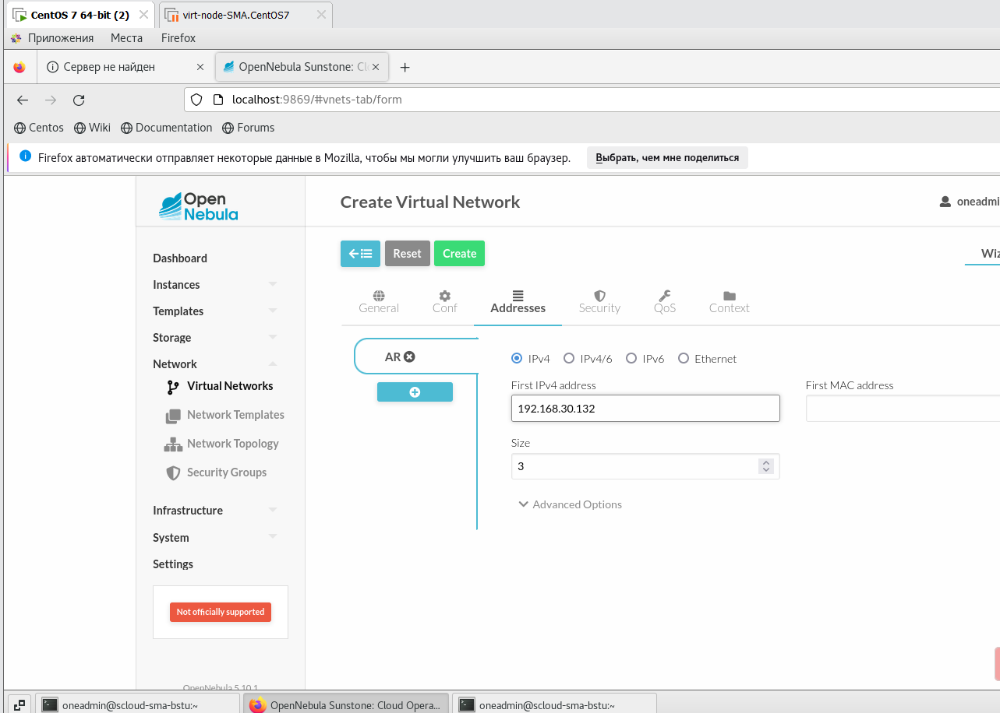 CentOS 7 64-bit (2)
virt-node-SMA.CentOS7
Приложения Места Firefox
Сервер не найден
OpenNebula Sunstone: Cl
localhost:9869/#vnets-tab/form
Centos Wiki Documentation Forums
Firefox автоматически отправляет некоторые данные в Mozilla, чтобы мы могли улучшить ваш браузер.
Выбрать, чем мне поделиться
Open
Nebula
Create Virtual Network
oneadmi
Reset
Create
Wiz
Dashboard
Instances
Templates
Storage
Network
Virtual Networks
Network Templates
Network Topology
Security Groups
Infrastructure
System
Settings
Not officially supported
OpenNebula 5.10.1
General Conf Addresses Security QoS Context
AR
IPv4 IPv4/6 IPv6 Ethernet
First IPv4 address
192.168.30.132
First MAC address
Size
3
Advanced Options
oneadmin@scloud-sma-bstu:~
OpenNebula Sunstone: Cloud Opera...
oneadmin@scloud-sma-bstu:~